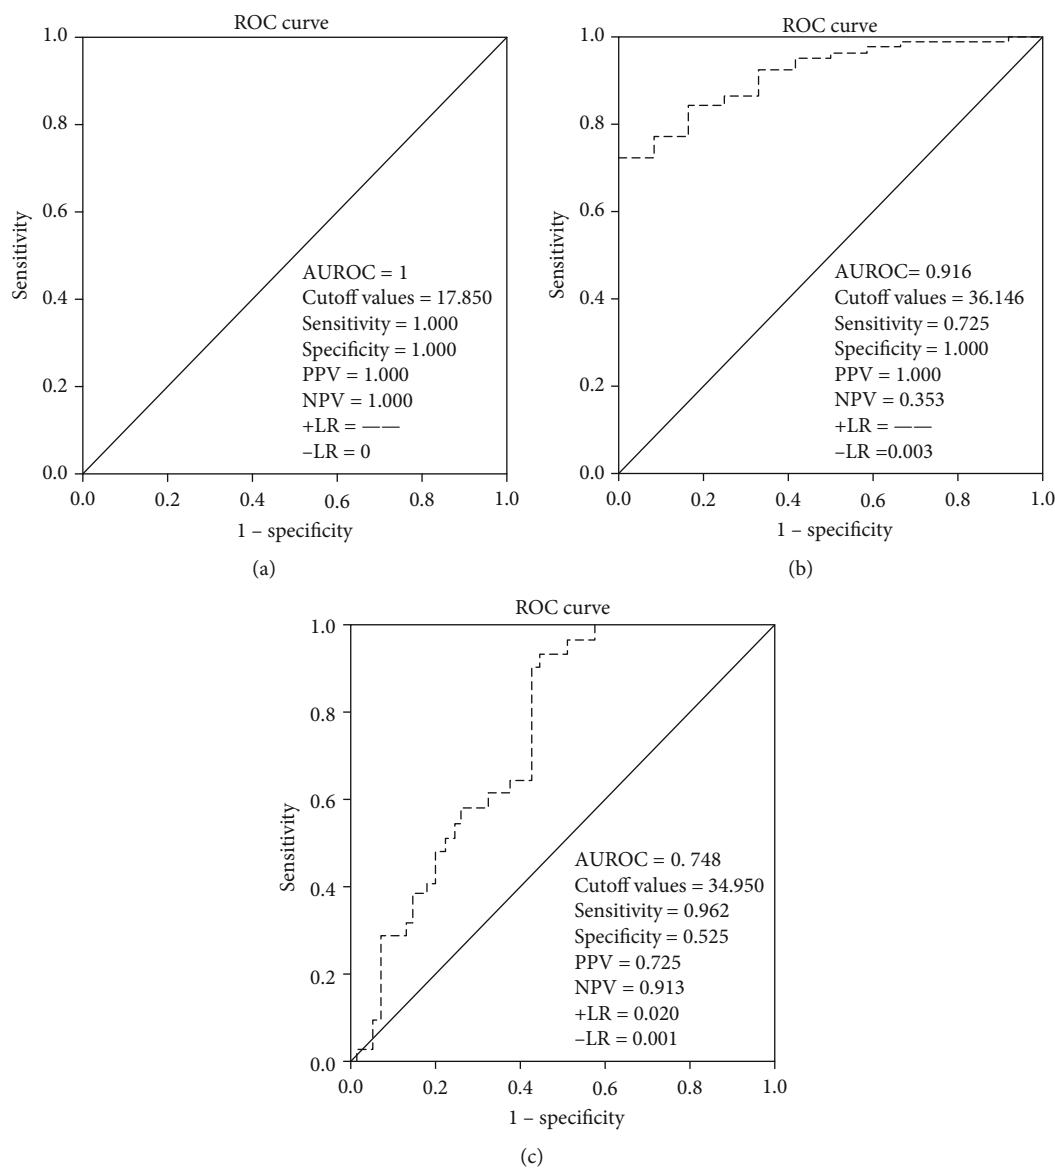 ROC curve
1.0
0.8
0.6
0.4
0.2
0.0
Sensitivity
AUROC = 1
Cutoff values = 17.850
Sensitivity = 1.000
Specificity = 1.000
PPV = 1.000
NPV = 1.000
+LR = ——
–LR = 0
0.0 0.2 0.4 0.6 0.8 1.0
1 – specificity
(a)
ROC curve
1.0
0.8
0.6
0.4
0.2
0.0
Sensitivity
AUROC= 0.916
Cutoff values = 36.146
Sensitivity = 0.725
Specificity = 1.000
PPV = 1.000
NPV = 0.353
+LR = ——
–LR =0.003
0.0 0.2 0.4 0.6 0.8 1.0
1 – specificity
(b)
ROC curve
1.0
0.8
0.6
0.4
0.2
0.0
Sensitivity
AUROC = 0. 748
Cutoff values = 34.950
Sensitivity = 0.962
Specificity = 0.525
PPV = 0.725
NPV = 0.913
+LR = 0.020
–LR = 0.001
0.0 0.2 0.4 0.6 0.8 1.0
1 – specificity
(c)